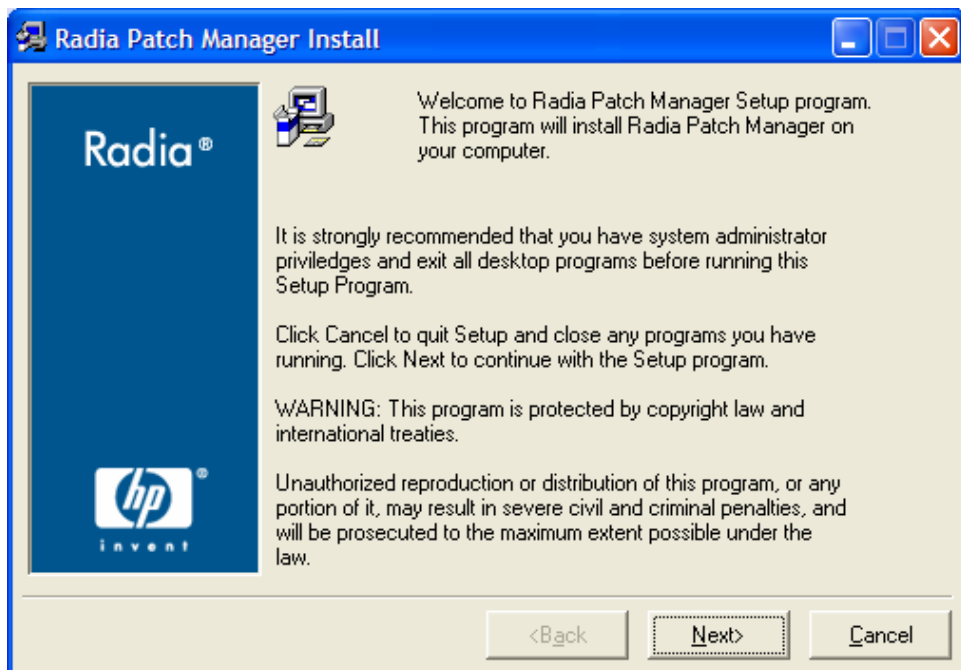 Radia Patch Manager Install
Radia®
Welcome to Radia Patch Manager Setup program.
This program will install Radia Patch Manager on
your computer.
It is strongly recommended that you have system administrator
priviledges and exit all desktop programs before running this
Setup Program.
Click Cancel to quit Setup and close any programs you have
running. Click Next to continue with the Setup program.
WARNING: This program is protected by copyright law and
international treaties.
Unauthorized reproduction or distribution of this program, or any
portion of it, may result in severe civil and criminal penalties, and
will be prosecuted to the maximum extent possible under the
law.
hp®
invent
<Back
Next>
Cancel